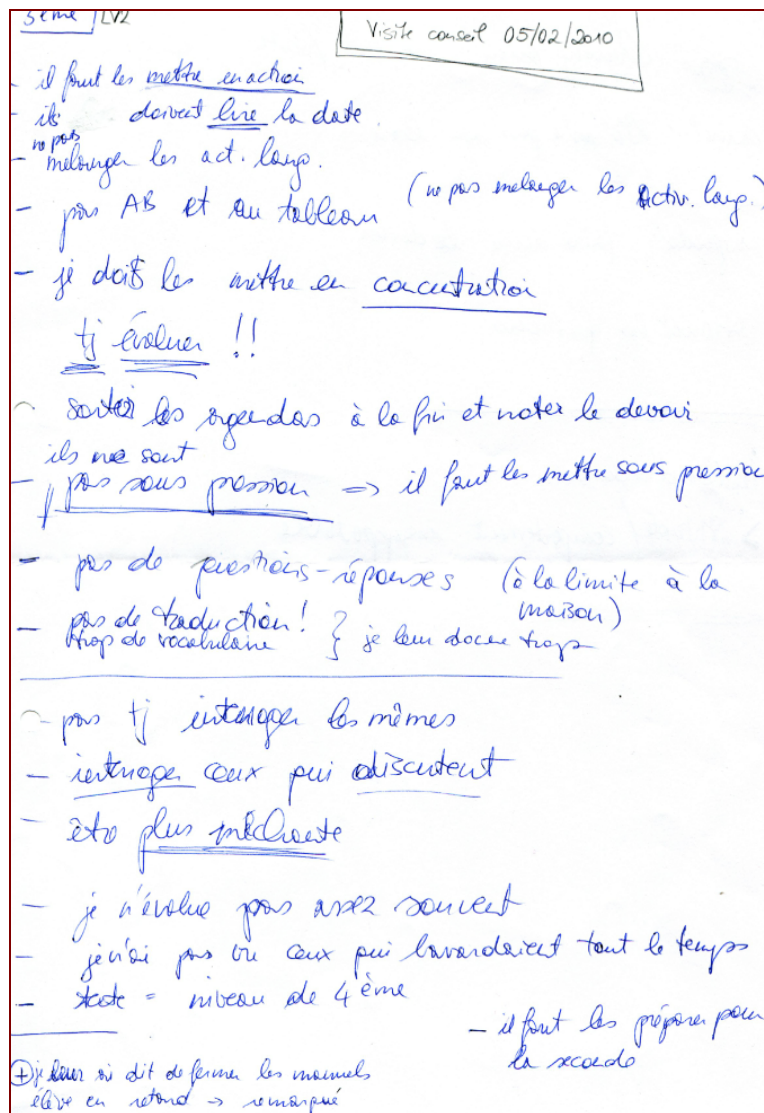 3ème LV2
Visite conseil 05/02/2010
- il faut les mettre en action
- ils doivent lire la date
ne pas
- mélanger les act. lang.
- pas AB et au tableau (ne pas mélanger les activ. lang.)
- je dois les mettre en concentration
tj évaluer !!
sortir les agendas à la fin et noter le devoir
ils ne sont
- pas sous pression => il faut les mettre sous pression
- pas de questions-réponses (à la limite à la
maison)
- pas de traduction!
trop de vocabulaire } je leur donne trop
- pas tj interroger les mêmes
- interroger ceux qui discutent
- être plus méchante
- je n'évalue pas assez souvent
- je n'ai pas vu ceux qui bavardaient tout le temps
- texte = niveau de 4ème
- il faut les préparer pour
la seconde
+ je leur ai dit de fermer les manuels
élève en retard -> remarqué